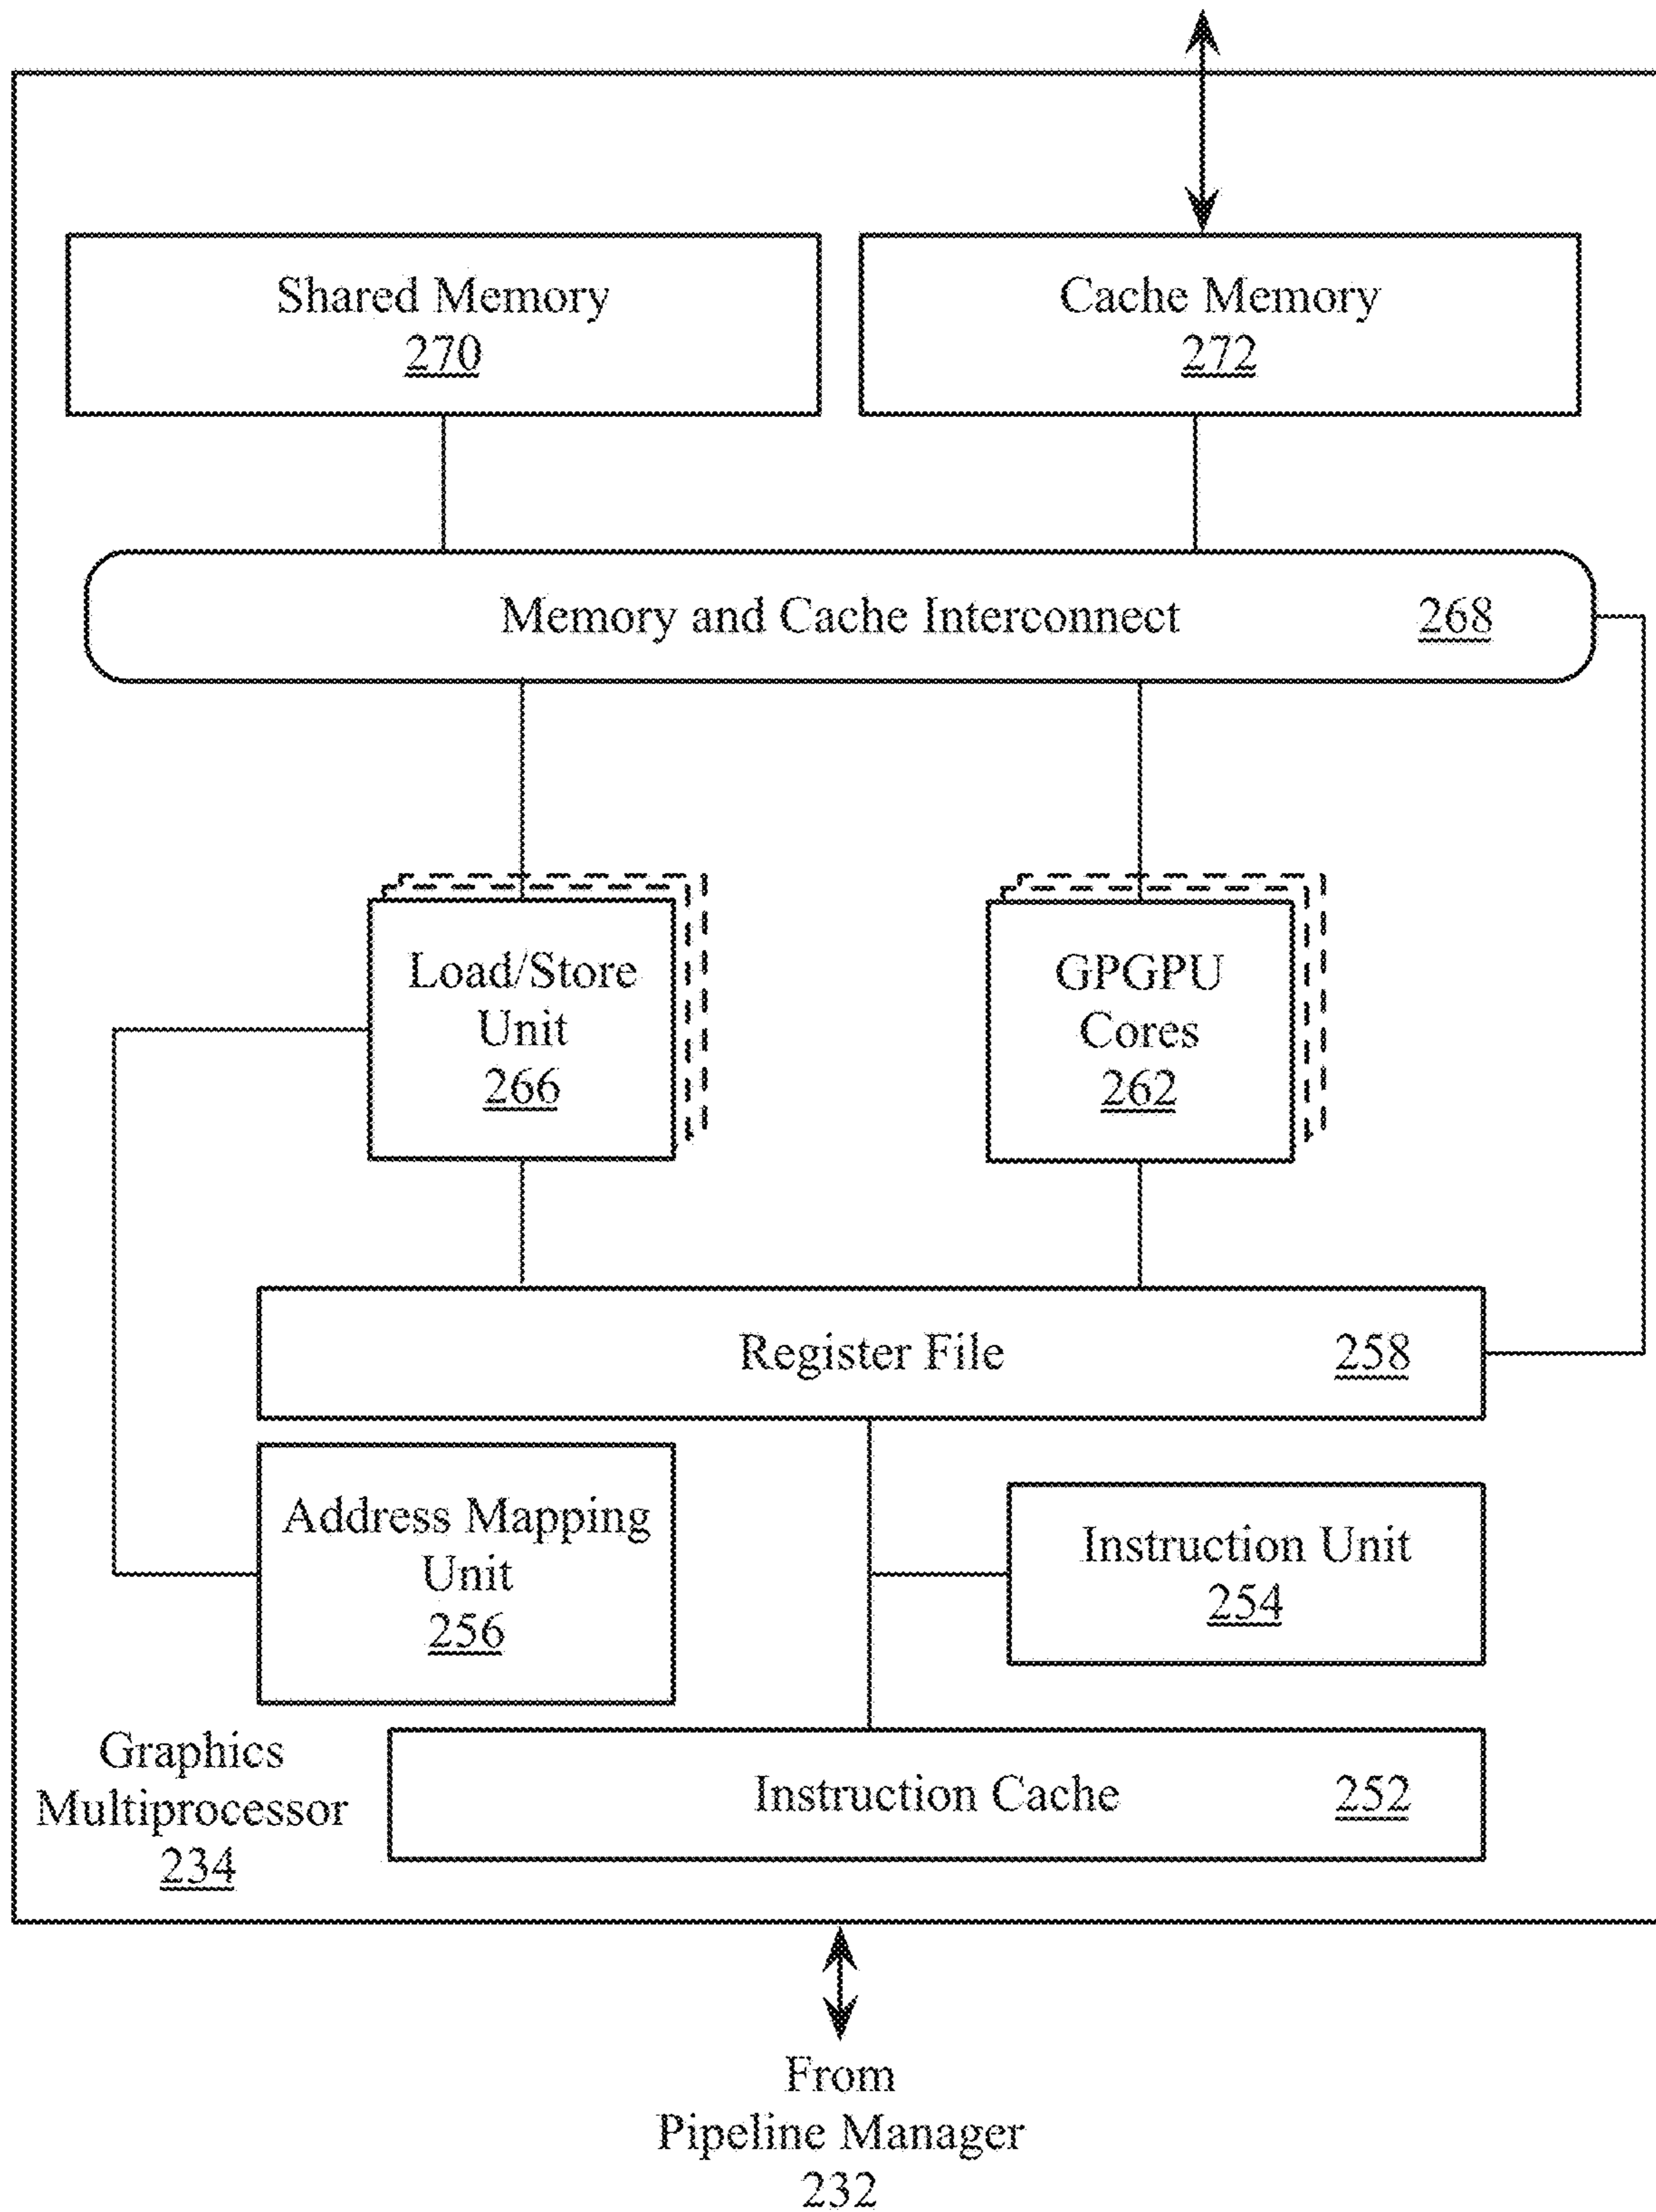 Shared Memory
270
Cache Memory
272
Memory and Cache Interconnect 268
Load/Store
Unit
266
GPGPU
Cores
262
Register File 258
Address Mapping
Unit
256
Instruction Unit
254
Graphics
Multiprocessor
234
Instruction Cache 252
From
Pipeline Manager
232